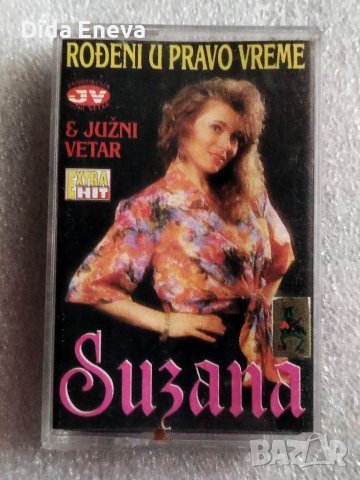 Dida Eneva
ROĐENI U PRAVO VREME
JV
& JUŽNI
VETAR
EXTRA
HIT
Suzana
BAZAR